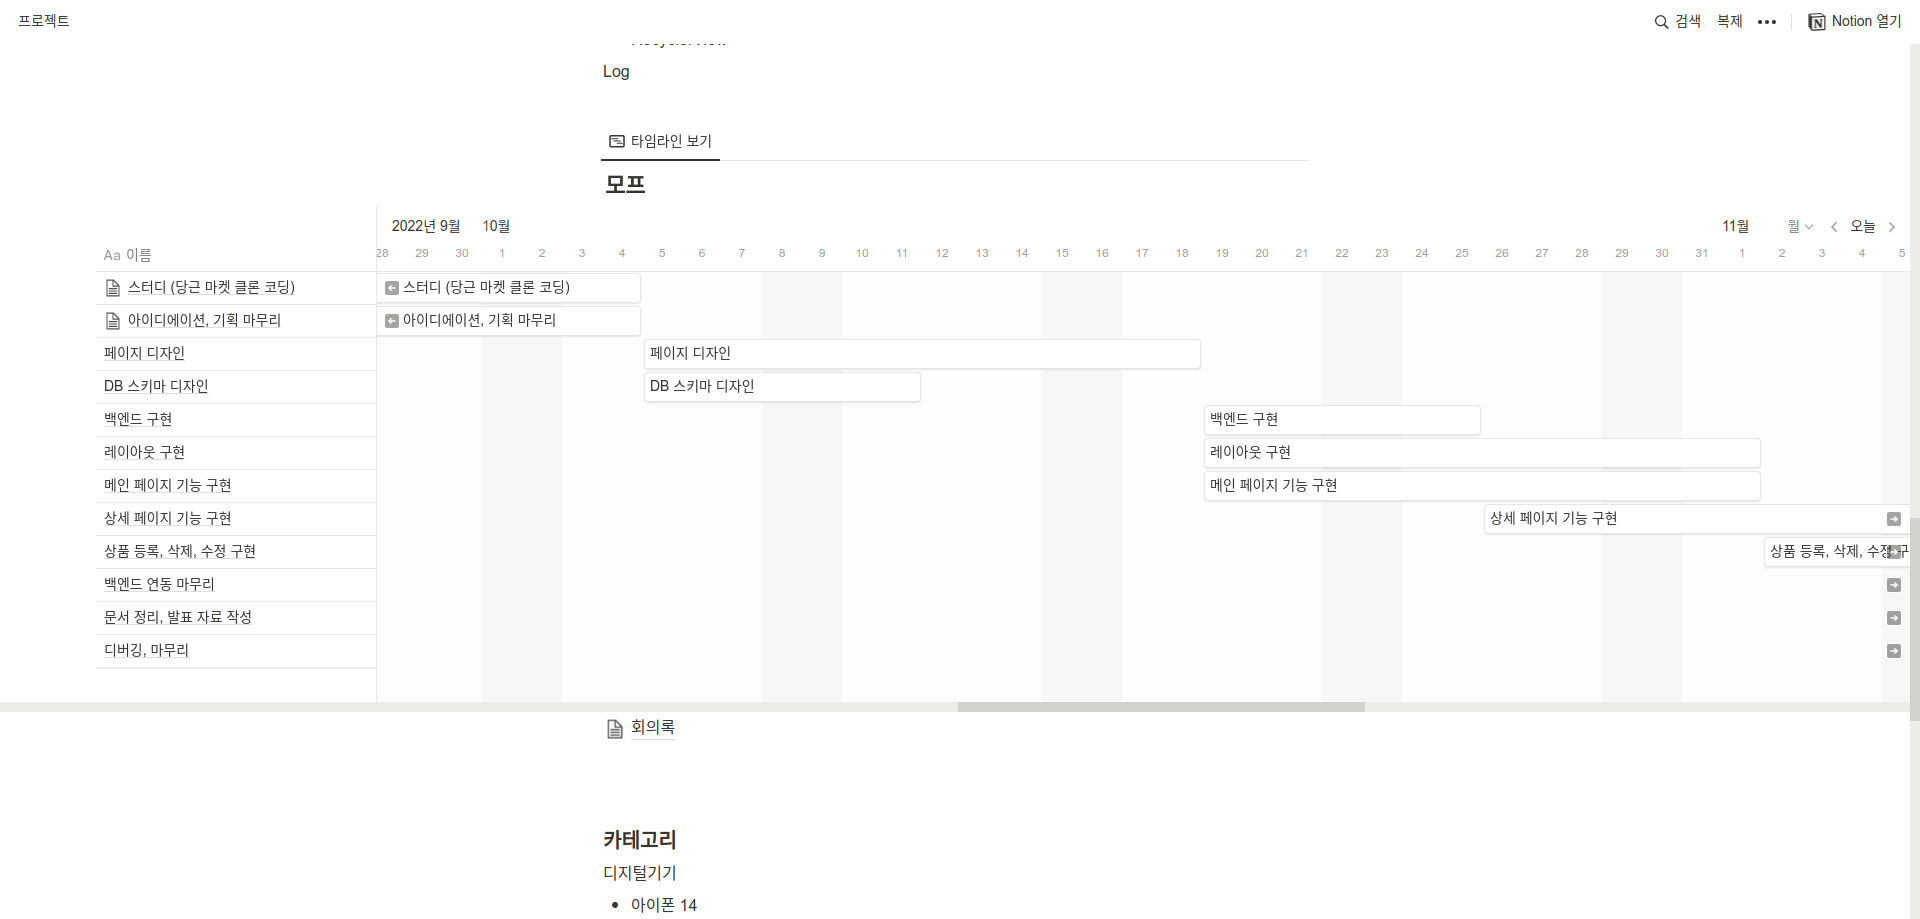 프로젝트
검색 복제 ••• Notion 열기
Log
타임라인 보기
모프
2022년 9월 10월 11월 월 오늘
Aa 이름
28 29 30 1 2 3 4 5 6 7 8 9 10 11 12 13 14 15 16 17 18 19 20 21 22 23 24 25 26 27 28 29 30 31 1 2 3 4 5
스터디 (당근 마켓 클론 코딩) 스터디 (당근 마켓 클론 코딩)
아이디에이션, 기획 마무리 아이디에이션, 기획 마무리
페이지 디자인 페이지 디자인
DB 스키마 디자인 DB 스키마 디자인
백엔드 구현 백엔드 구현
레이아웃 구현 레이아웃 구현
메인 페이지 기능 구현 메인 페이지 기능 구현
상세 페이지 기능 구현 상세 페이지 기능 구현
상품 등록, 삭제, 수정 구현 상품 등록, 삭제, 수정 구
백엔드 연동 마무리
문서 정리, 발표 자료 작성
디버깅, 마무리
회의록
카테고리
디지털기기
• 아이폰 14